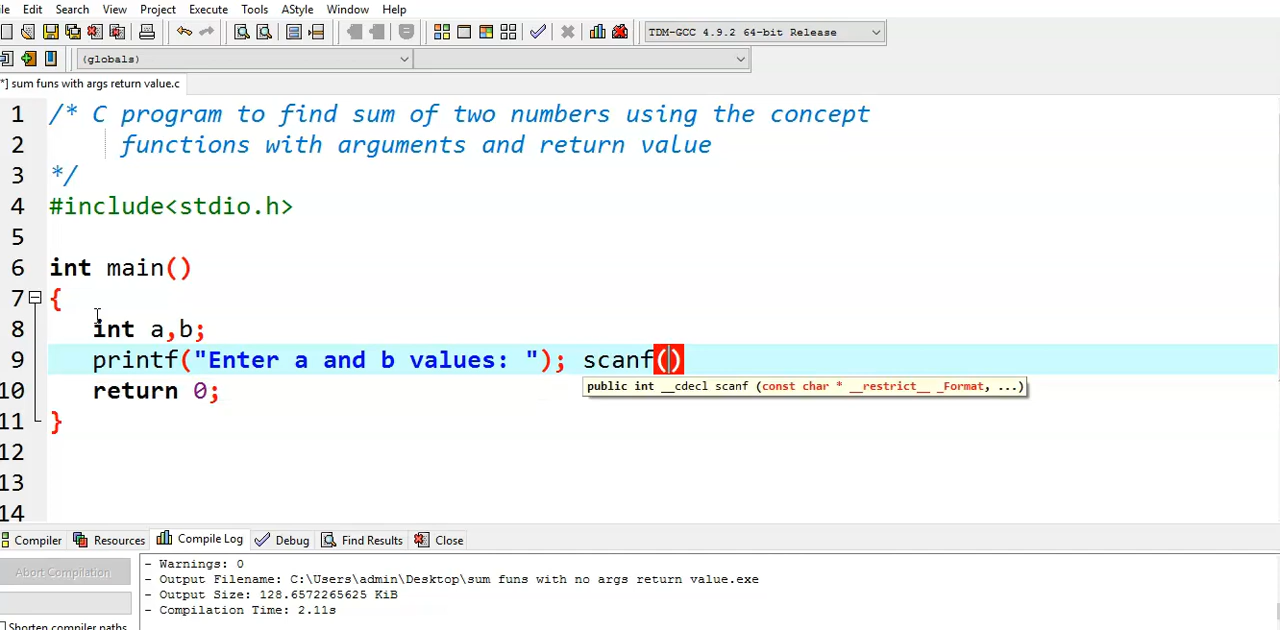 le Edit Search View Project Execute Tools AStyle Window Help
TDM-GCC 4.9.2 64-bit Release
(globals)
*] sum funs with args return value.c
1 /* C program to find sum of two numbers using the concept
2 functions with arguments and return value
3 */
4 #include<stdio.h>
5
6 int main()
7 {
8 int a,b;
9 printf("Enter a and b values: "); scanf()
public int __cdecl scanf (const char * __restrict__ _Format, ...)
10 return 0;
11 }
12
13
14
Compiler Resources Compile Log Debug Find Results Close
Abort Compilation
- Warnings: 0
- Output Filename: C:\Users\admin\Desktop\sum funs with no args return value.exe
- Output Size: 128.6572265625 KiB
- Compilation Time: 2.11s
Shorten compiler paths